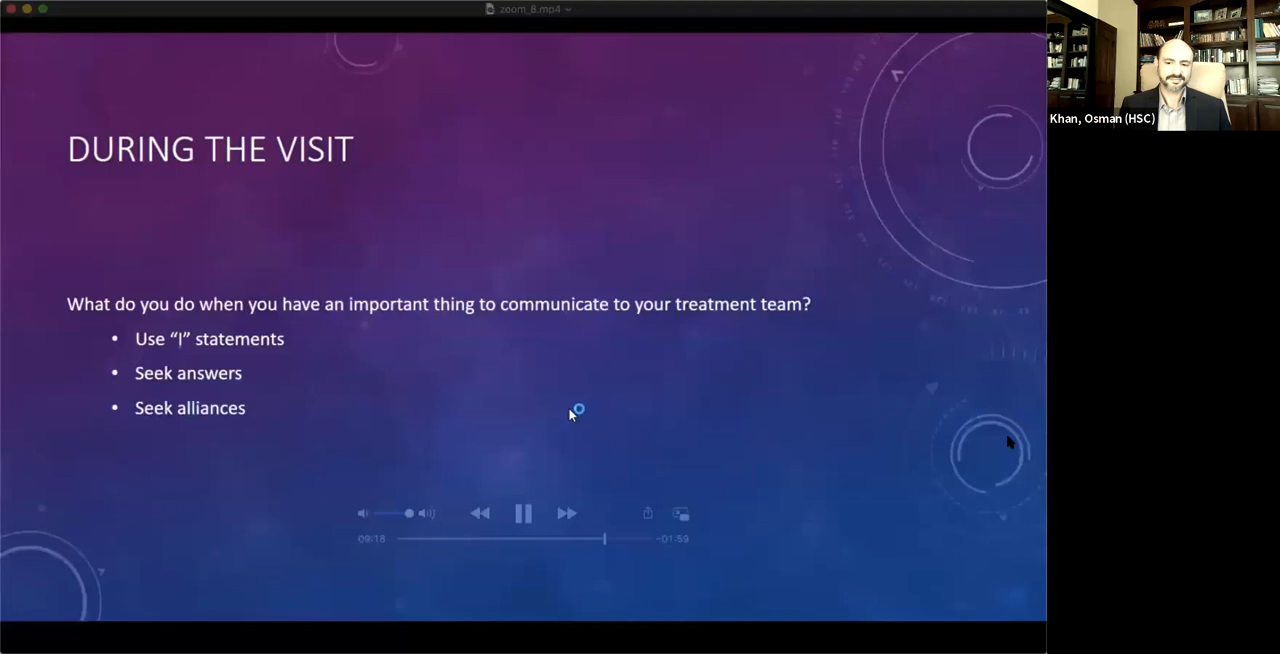 zoom_8.mp4
Khan, Osman (HSC)
DURING THE VISIT
What do you do when you have an important thing to communicate to your treatment team?
• Use “I” statements
• Seek answers
• Seek alliances
09:18
-01:59